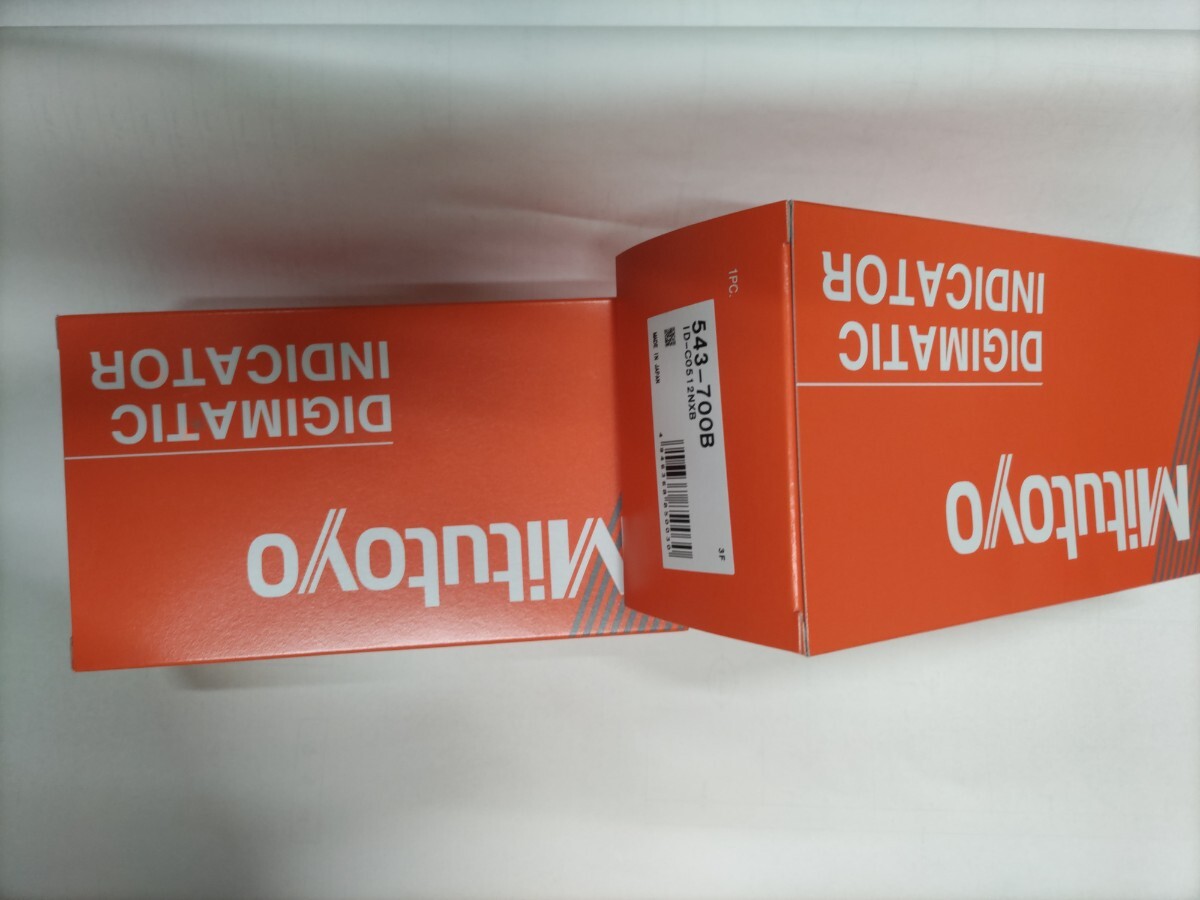 Mitutoyo
DIGIMATIC
INDICATOR
Mitutoyo
DIGIMATIC
INDICATOR
1PC.
543-700B
ID-C0512NXB
MADE IN JAPAN
3F